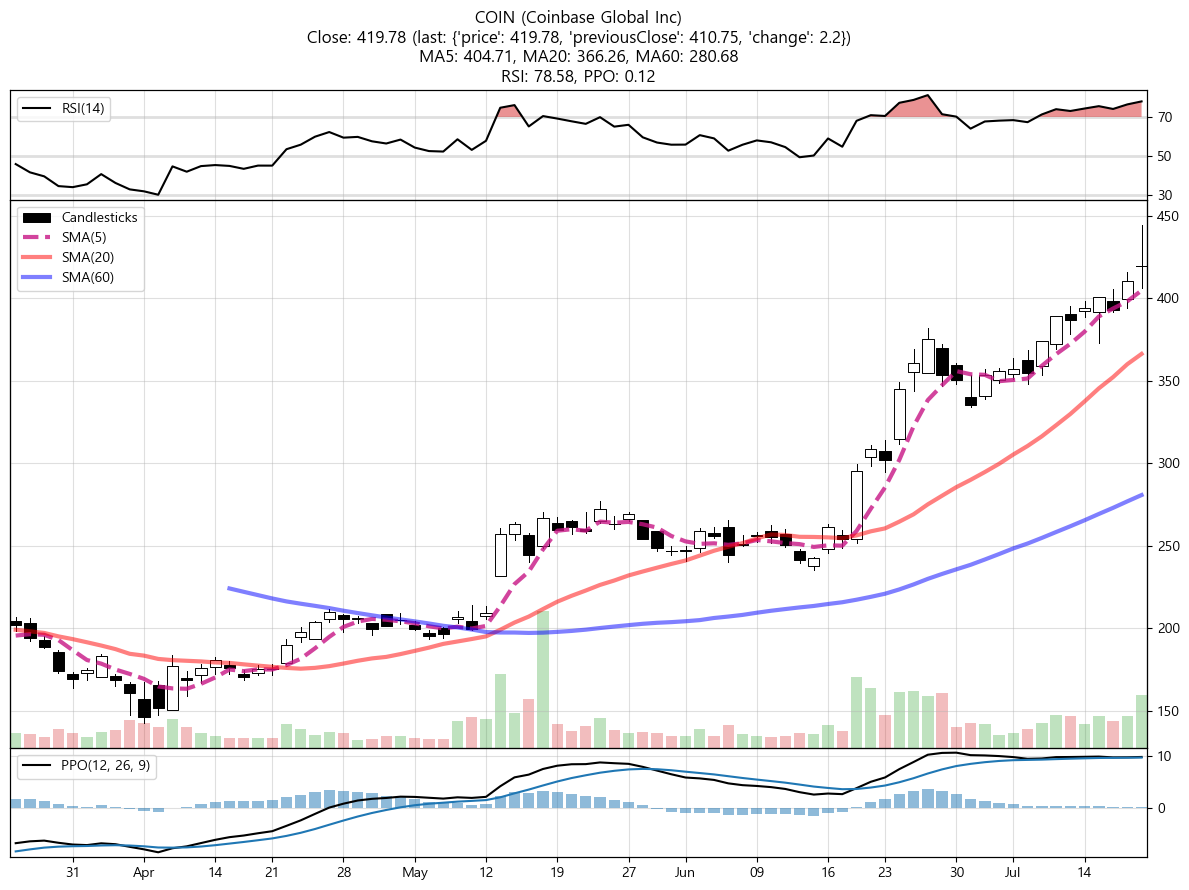 COIN (Coinbase Global Inc)
Close: 419.78 (last: {'price': 419.78, 'previousClose': 410.75, 'change': 2.2})
MA5: 404.71, MA20: 366.26, MA60: 280.68
RSI: 78.58, PPO: 0.12
RSI(14)
70
50
30
Candlesticks
SMA(5)
SMA(20)
SMA(60)
450
400
350
300
250
200
150
PPO(12, 26, 9)
10
0
31 Apr 14 21 28 May 12 19 27 Jun 09 16 23 30 Jul 14